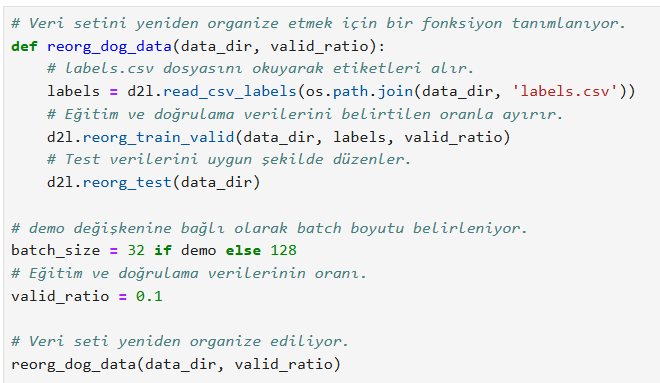 # Veri setini yeniden organize etmek için bir fonksiyon tanımlanıyor.
def reorg_dog_data(data_dir, valid_ratio):
    # labels.csv dosyasını okuyarak etiketleri alır.
    labels = d2l.read_csv_labels(os.path.join(data_dir, 'labels.csv'))
    # Eğitim ve doğrulama verilerini belirtilen oranla ayırır.
    d2l.reorg_train_valid(data_dir, labels, valid_ratio)
    # Test verilerini uygun şekilde düzenler.
    d2l.reorg_test(data_dir)

# demo değişkenine bağlı olarak batch boyutu belirleniyor.
batch_size = 32 if demo else 128
# Eğitim ve doğrulama verilerinin oranı.
valid_ratio = 0.1

# Veri seti yeniden organize ediliyor.
reorg_dog_data(data_dir, valid_ratio)